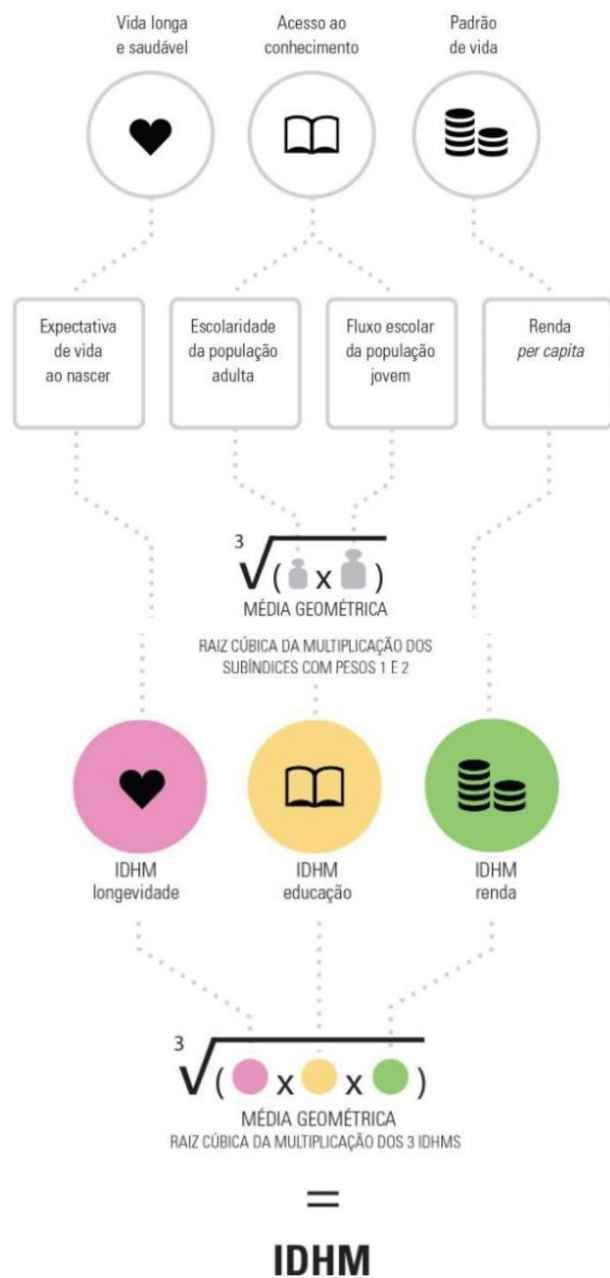 Vida longa
e saudável
Acesso ao
conhecimento
Padrão
de vida
Expectativa
de vida
ao nascer
Escolaridade
da população
adulta
Fluxo escolar
da população
jovem
Renda
per capita
3√( x )
MÉDIA GEOMÉTRICA
RAIZ CÚBICA DA MULTIPLICAÇÃO DOS
SUBÍNDICES COM PESOS 1 E 2
IDHM
longevidade
IDHM
educação
IDHM
renda
3√( x x )
MÉDIA GEOMÉTRICA
RAIZ CÚBICA DA MULTIPLICAÇÃO DOS 3 IDHMS
=
IDHM